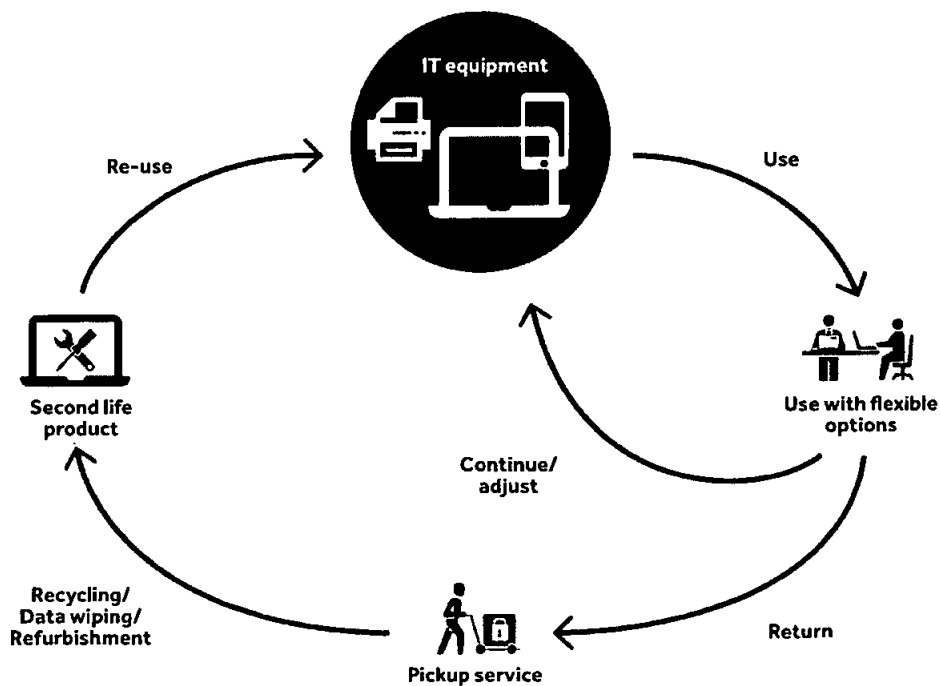 IT equipment
Re-use
Use
Second life
product
Use with flexible
options
Continue/
adjust
Recycling/
Data wiping/
Refurbishment
Return
Pickup service